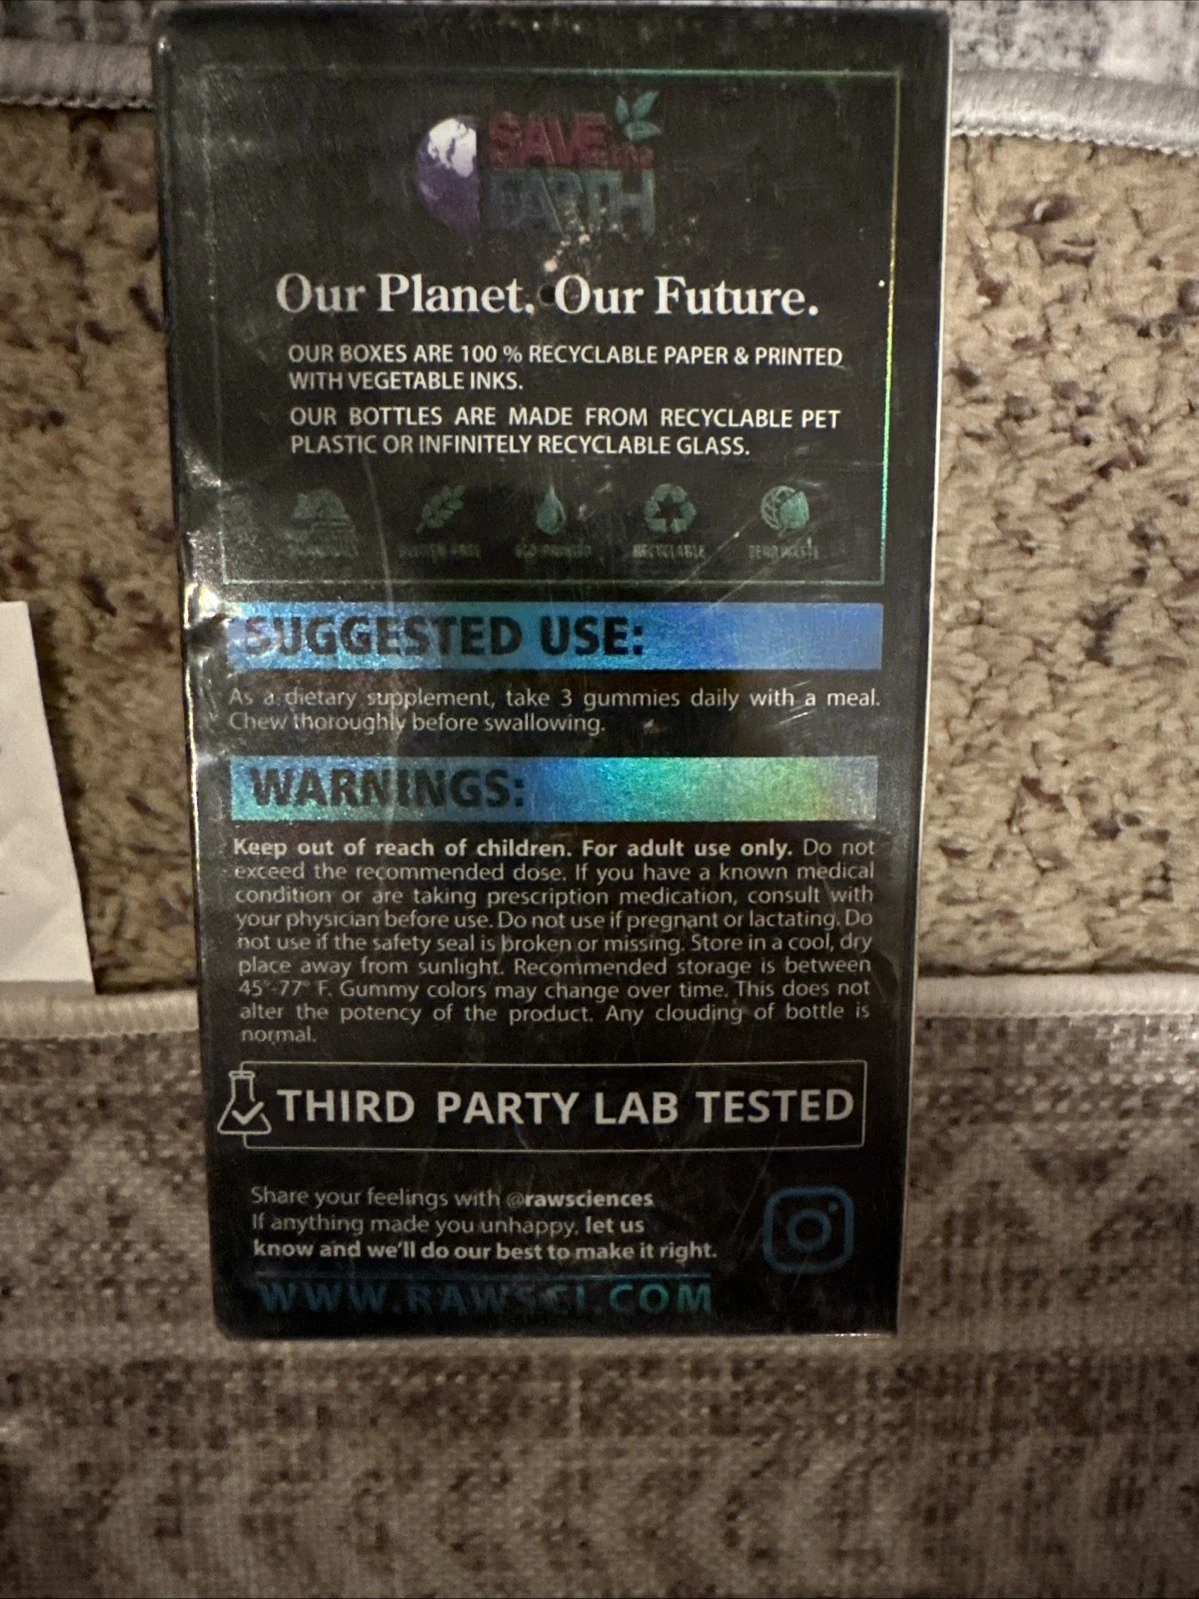 SAVE THE
EARTH
Our Planet. Our Future.
OUR BOXES ARE 100 % RECYCLABLE PAPER & PRINTED
WITH VEGETABLE INKS.
OUR BOTTLES ARE MADE FROM RECYCLABLE PET
PLASTIC OR INFINITELY RECYCLABLE GLASS.
RECYCLABLE ZERO WASTE
SUGGESTED USE:
As a dietary supplement, take 3 gummies daily with a meal.
Chew thoroughly before swallowing.
WARNINGS:
Keep out of reach of children. For adult use only. Do not
exceed the recommended dose. If you have a known medical
condition or are taking prescription medication, consult with
your physician before use. Do not use if pregnant or lactating. Do
not use if the safety seal is broken or missing. Store in a cool, dry
place away from sunlight. Recommended storage is between
45°-77° F. Gummy colors may change over time. This does not
alter the potency of the product. Any clouding of bottle is
normal.
THIRD PARTY LAB TESTED
Share your feelings with @rawsciences
If anything made you unhappy, let us
know and we'll do our best to make it right.
WWW.RAWSCI.COM